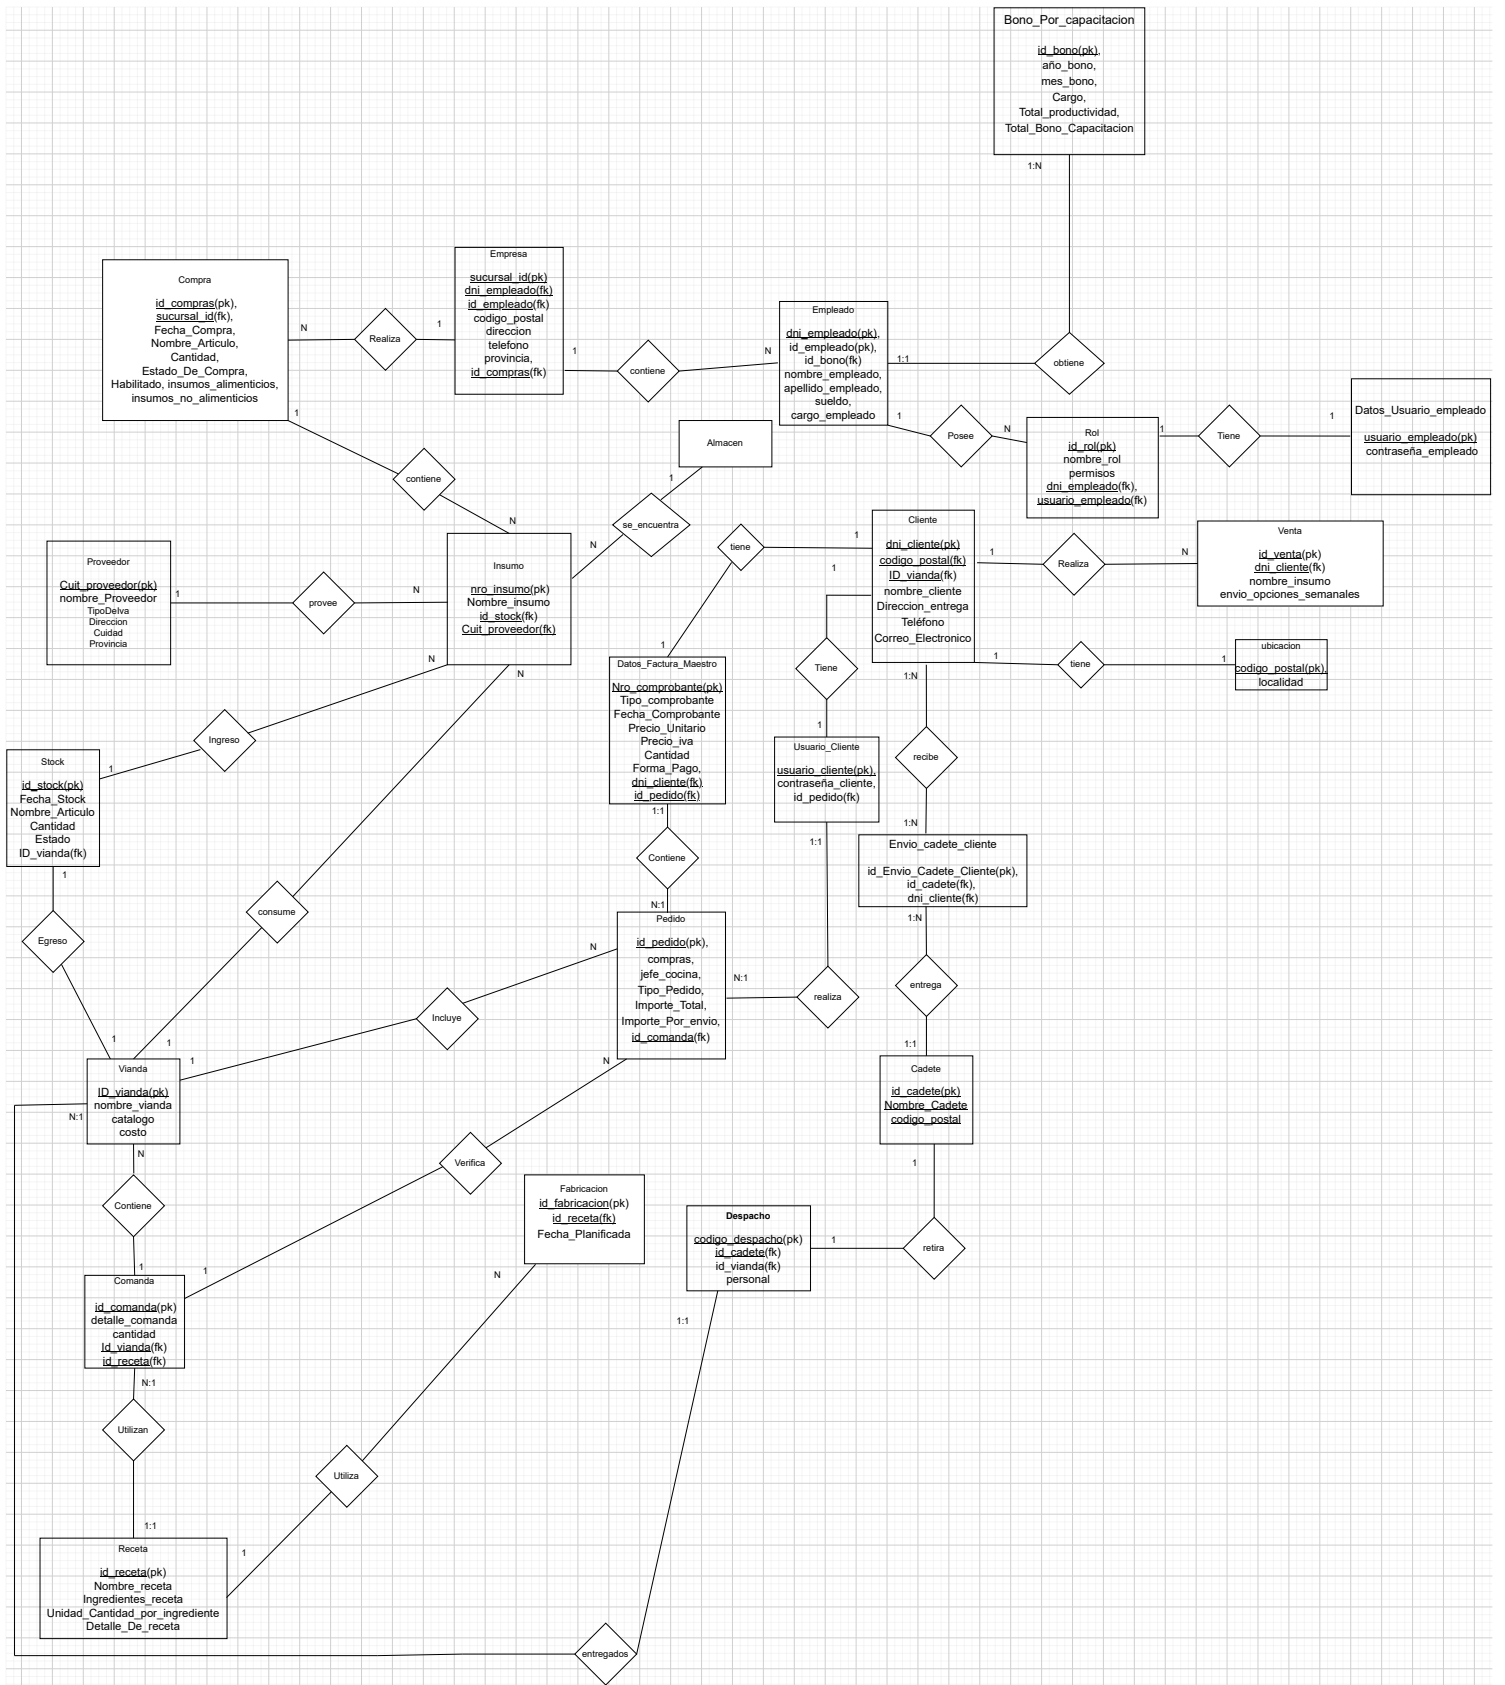 Bono_Por_capacitacion
id_bono(pk),
año_bono,
mes_bono,
Cargo,
Total_productividad,
Total_Bono_Capacitacion
1:N
Compra
id_compras(pk),
sucursal_id(fk),
Fecha_Compra,
Nombre_Articulo,
Cantidad,
Estado_De_Compra,
Habilitado, insumos_alimenticios,
insumos_no_alimenticios
N
Realiza
1
Empresa
sucursal_id(pk)
dni_empleado(fk)
id_empleado(fk)
codigo_postal
direccion
telefono
provincia,
id_compras(fk)
1
contiene
N
Empleado
dni_empleado(pk),
id_empleado(pk),
id_bono(fk)
nombre_empleado,
apellido_empleado,
sueldo,
cargo_empleado
1:1
obtiene
1
Posee
N
Rol
id_rol(pk)
nombre_rol
permisos
dni_empleado(fk),
usuario_empleado(fk)
1
Tiene
1
Datos_Usuario_empleado
usuario_empleado(pk)
contraseña_empleado
1
contiene
N
Almacen
1
se_encuentra
N
Proveedor
Cuit_proveedor(pk)
nombre_Proveedor
TipoDeIva
Direccion
Cuidad
Provincia
1
provee
N
Insumo
nro_insumo(pk)
Nombre_insumo
id_stock(fk)
Cuit_proveedor(fk)
N
N
tiene
1
1
Cliente
dni_cliente(pk)
codigo_postal(fk)
ID_vianda(fk)
nombre_cliente
Direccion_entrega
Teléfono
Correo_Electronico
1
Realiza
N
Venta
id_venta(pk)
dni_cliente(fk)
nombre_insumo
envio_opciones_semanales
1
tiene
1
ubicacion
codigo_postal(pk),
localidad
1
Tiene
1
1:N
recibe
1:N
Datos_Factura_Maestro
Nro_comprobante(pk)
Tipo_comprobante
Fecha_Comprobante
Precio_Unitario
Precio_iva
Cantidad
Forma_Pago,
dni_cliente(fk)
id_pedido(fk)
1:1
Contiene
N:1
Usuario_Cliente
usuario_cliente(pk),
contraseña_cliente,
id_pedido(fk)
1:1
Envio_cadete_cliente
id_Envio_Cadete_Cliente(pk),
id_cadete(fk),
dni_cliente(fk)
1:N
entrega
1:1
Ingreso
1
Stock
id_stock(pk)
Fecha_Stock
Nombre_Articulo
Cantidad
Estado
ID_vianda(fk)
1
Egreso
1
consume
1
Pedido
id_pedido(pk),
compras,
jefe_cocina,
Tipo_Pedido,
Importe_Total,
Importe_Por_envio,
id_comanda(fk)
N
N:1
realiza
Incluye
1
N
Vianda
ID_vianda(pk)
nombre_vianda
catalogo
costo
N:1
N
Contiene
1
Verifica
1
Cadete
id_cadete(pk)
Nombre_Cadete
codigo_postal
1
retira
1
Fabricacion
id_fabricacion(pk)
id_receta(fk)
Fecha_Planificada
N
Despacho
codigo_despacho(pk)
id_cadete(fk)
id_vianda(fk)
personal
1:1
Comanda
id_comanda(pk)
detalle_comanda
cantidad
Id_vianda(fk)
id_receta(fk)
N:1
Utilizan
1:1
Utiliza
1
Receta
id_receta(pk)
Nombre_receta
Ingredientes_receta
Unidad_Cantidad_por_ingrediente
Detalle_De_receta
entregados